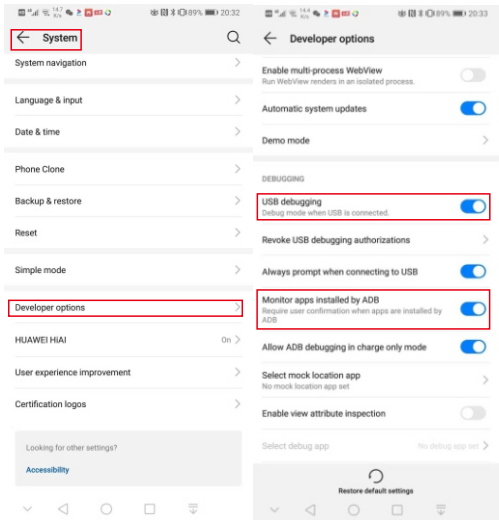 89% 20:32
System
System navigation
Language & input
Date & time
Phone Clone
Backup & restore
Reset
Simple mode
Developer options
HUAWEI HiAI On
User experience improvement
Certification logos
Looking for other settings?
Accessibility
89% 20:33
Developer options
Enable multi-process WebView
Run WebView renders in an isolated process.
Automatic system updates
Demo mode
DEBUGGING
USB debugging
Debug mode when USB is connected.
Revoke USB debugging authorizations
Always prompt when connecting to USB
Monitor apps installed by ADB
Require user confirmation when apps are installed by
ADB
Allow ADB debugging in charge only mode
Select mock location app
No mock location app set
Enable view attribute inspection
Select debug app No debug app set
Restore default settings